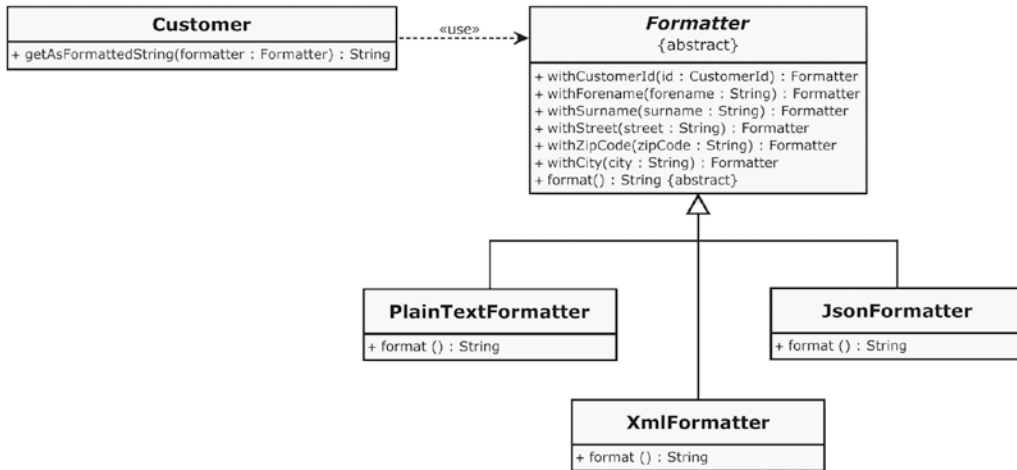 Customer
+ getAsFormattedString(formatter : Formatter) : String
«use»
Formatter
{abstract}
+ withCustomerId(id : CustomerId) : Formatter
+ withForename(forename : String) : Formatter
+ withSurname(surname : String) : Formatter
+ withStreet(street : String) : Formatter
+ withZipCode(zipCode : String) : Formatter
+ withCity(city : String) : Formatter
+ format() : String {abstract}
PlainTextFormatter
+ format () : String
JsonFormatter
+ format () : String
XmlFormatter
+ format () : String